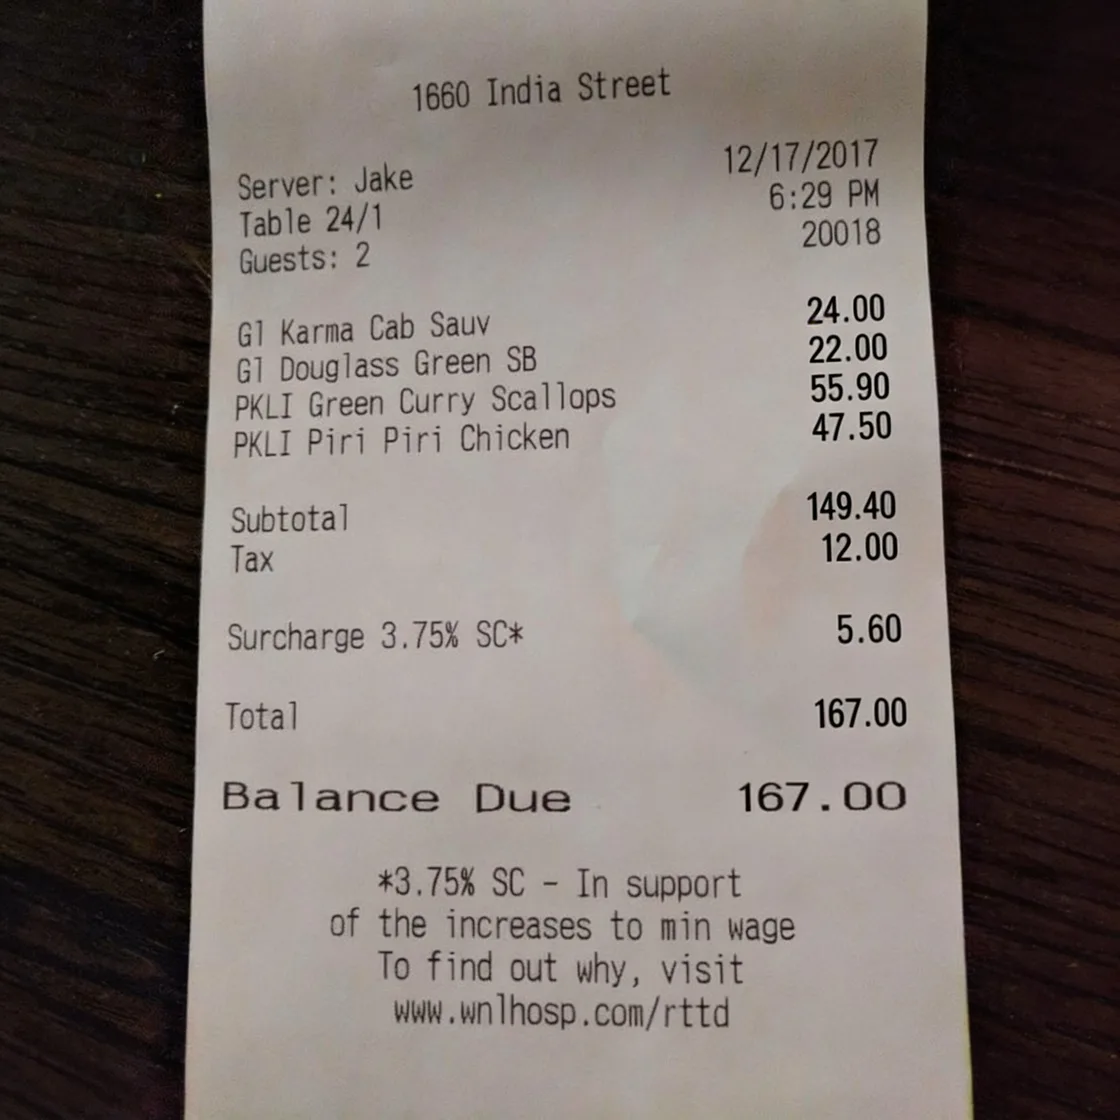 1660 India Street
Server: Jake 12/17/2017
Table 24/1 6:29 PM
Guests: 2 20018
Gl Karma Cab Sauv 24.00
Gl Douglass Green SB 22.00
PKLI Green Curry Scallops 55.90
PKLI Piri Piri Chicken 47.50
Subtotal 149.40
Tax 12.00
Surcharge 3.75% SC* 5.60
Total 167.00
Balance Due 167.00
*3.75% SC - In support
of the increases to min wage
To find out why, visit
www.wnlhosp.com/rttd